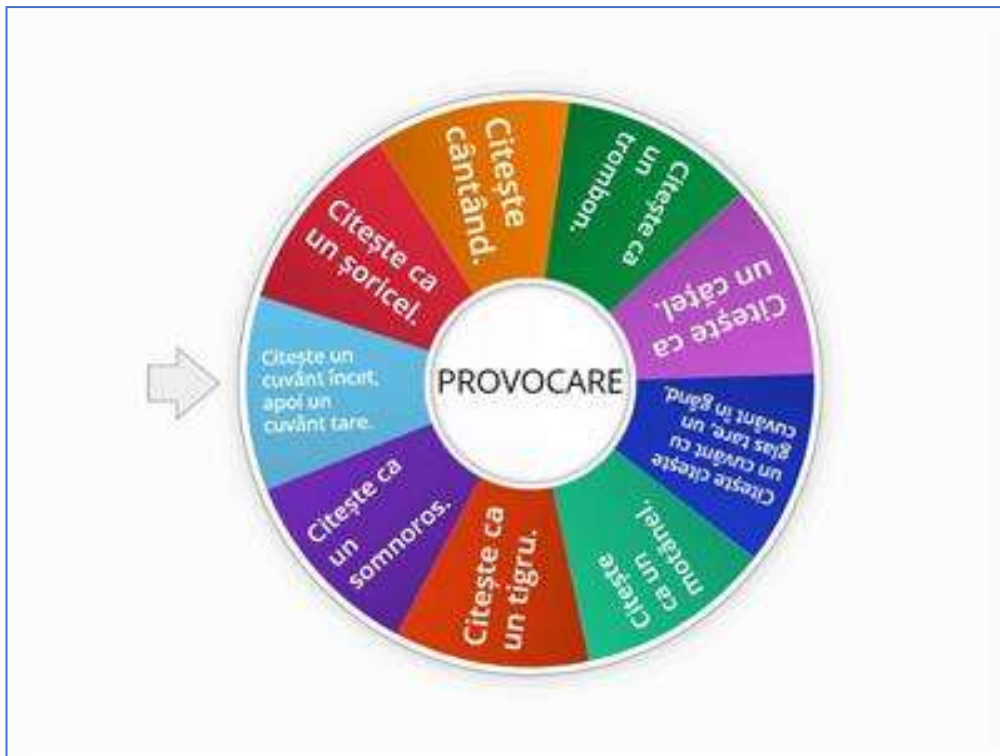 PROVOCARE
Citește un
cuvânt încet,
apoi un
cuvânt tare.
Citește ca
un șoricel.
Citește
cântând.
Citește ca
un
trombon.
Citește ca
un cățel.
Citește citește
un cuvânt cu
glas tare, un
cuvânt în gând.
Citește
ca un
motănel.
Citește ca
un tigru.
Citește ca
un
somnoros.